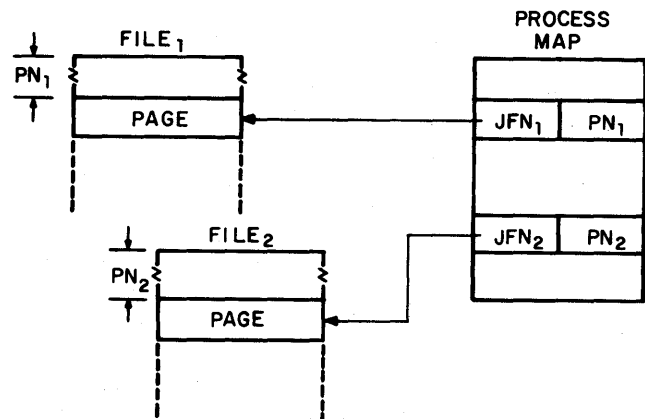 PROCESS
MAP
FILE₁
PN₁
PAGE
JFN₁ PN₁
FILE₂
PN₂
PAGE
JFN₂ PN₂